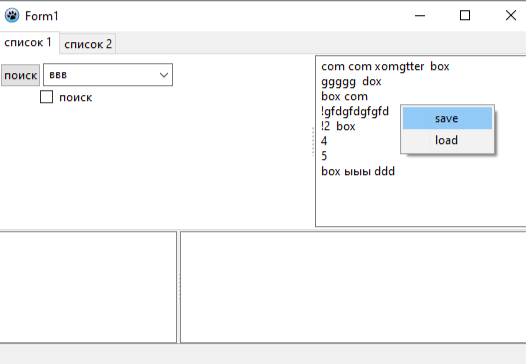 Form1
список 1 список 2
поиск ввв
поиск
com com xomgtter box
ggggg dox
box com
!gfdgfdgfgfd
!2 box
4
5
box ыыы ddd
save
load